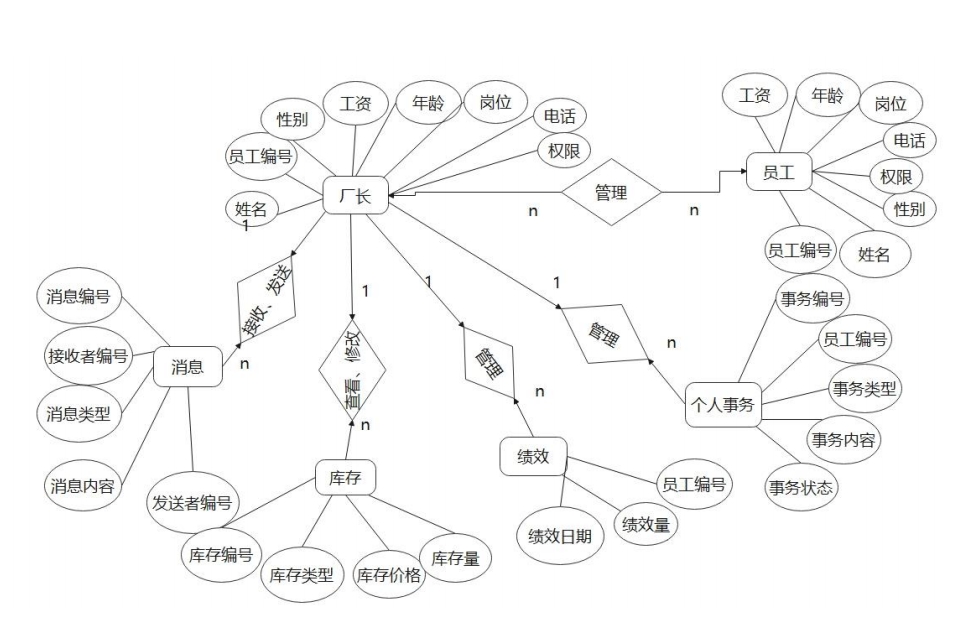 工资
年龄
岗位
性别
电话
员工编号
权限
厂长
姓名
1
管理
n
n
工资
年龄
岗位
电话
员工
权限
性别
员工编号
姓名
接收、发送
n
1
查看、修改
n
1
管理
n
1
管理
n
消息编号
接收者编号
消息
消息类型
消息内容
发送者编号
库存
库存编号
库存类型
库存价格
库存量
绩效
员工编号
绩效量
绩效日期
事务编号
员工编号
个人事务
事务类型
事务内容
事务状态